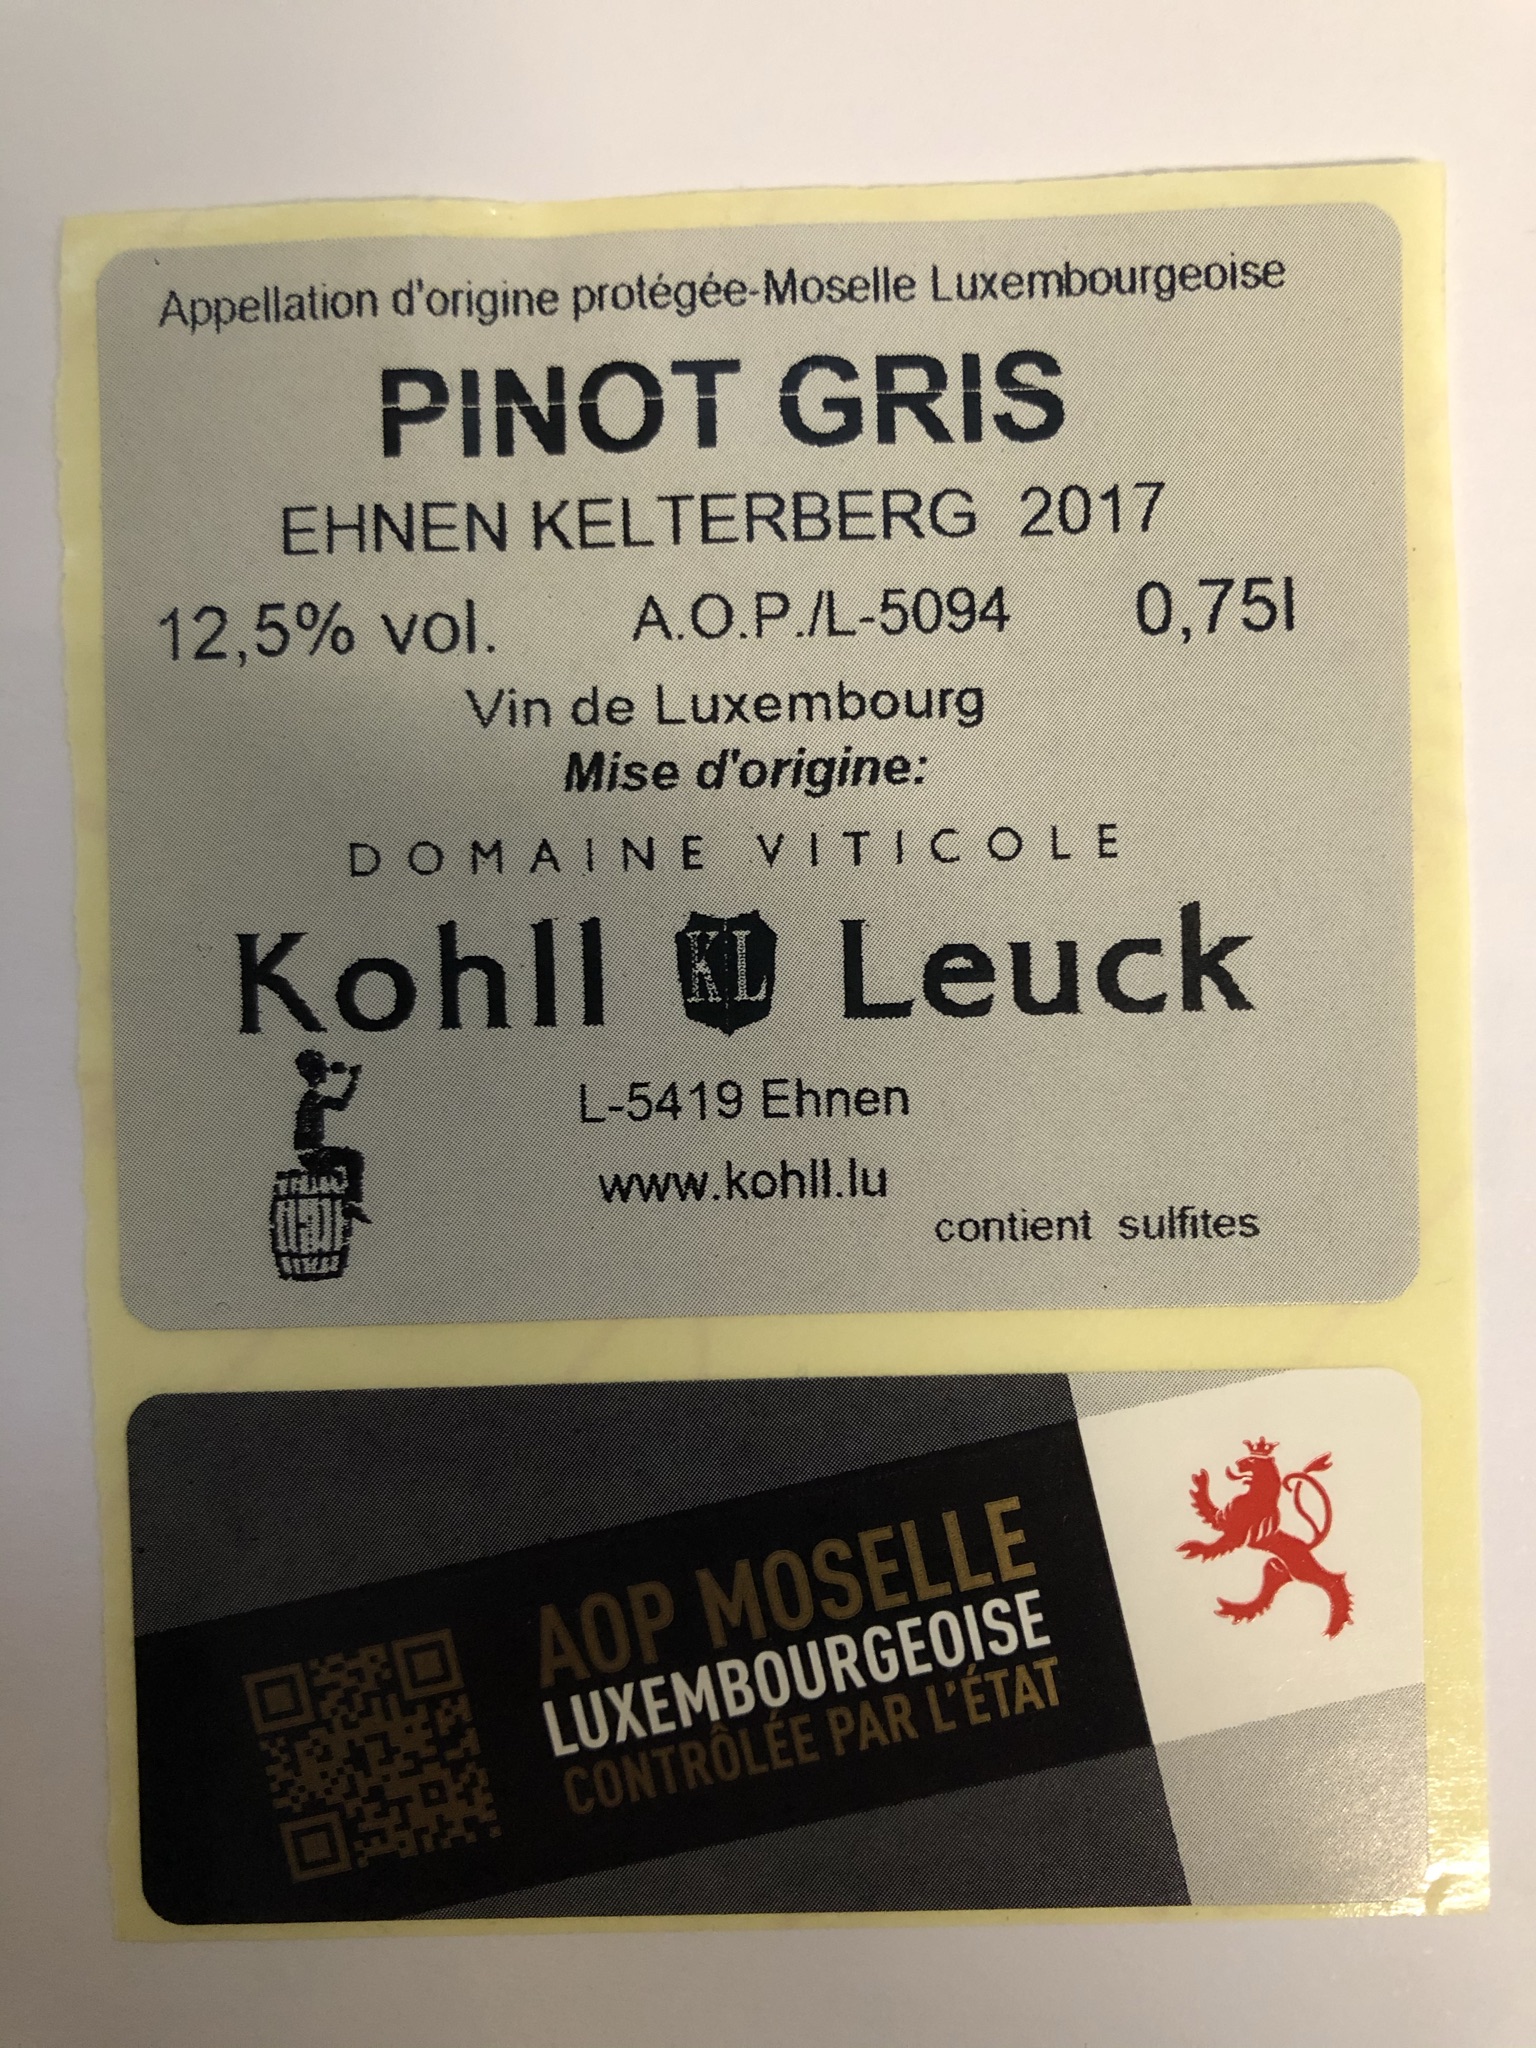 Appellation d'origine protégée-Moselle Luxembourgeoise
PINOT GRIS
EHNEN KELTERBERG 2017
12,5% vol. A.O.P./L-5094 0,75l
Vin de Luxembourg
Mise d'origine:
DOMAINE VITICOLE
Kohll KL Leuck
L-5419 Ehnen
www.kohll.lu
contient sulfites
AOP MOSELLE
LUXEMBOURGEOISE
CONTRÔLÉE PAR L'ÉTAT